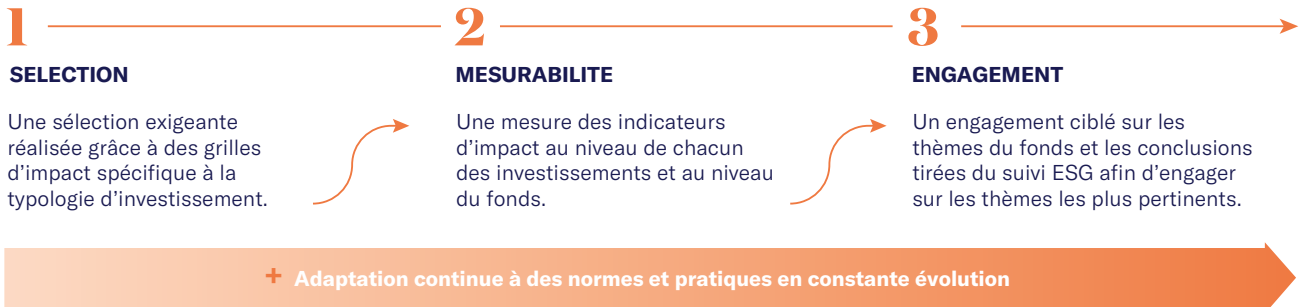 1
SELECTION
Une sélection exigeante
réalisée grâce à des grilles
d'impact spécifique à la
typologie d'investissement.
2
MESURABILITE
Une mesure des indicateurs
d'impact au niveau de chacun
des investissements et au niveau
du fonds.
3
ENGAGEMENT
Un engagement ciblé sur les
thèmes du fonds et les conclusions
tirées du suivi ESG afin d'engager
sur les thèmes les plus pertinents.
+ Adaptation continue à des normes et pratiques en constante évolution